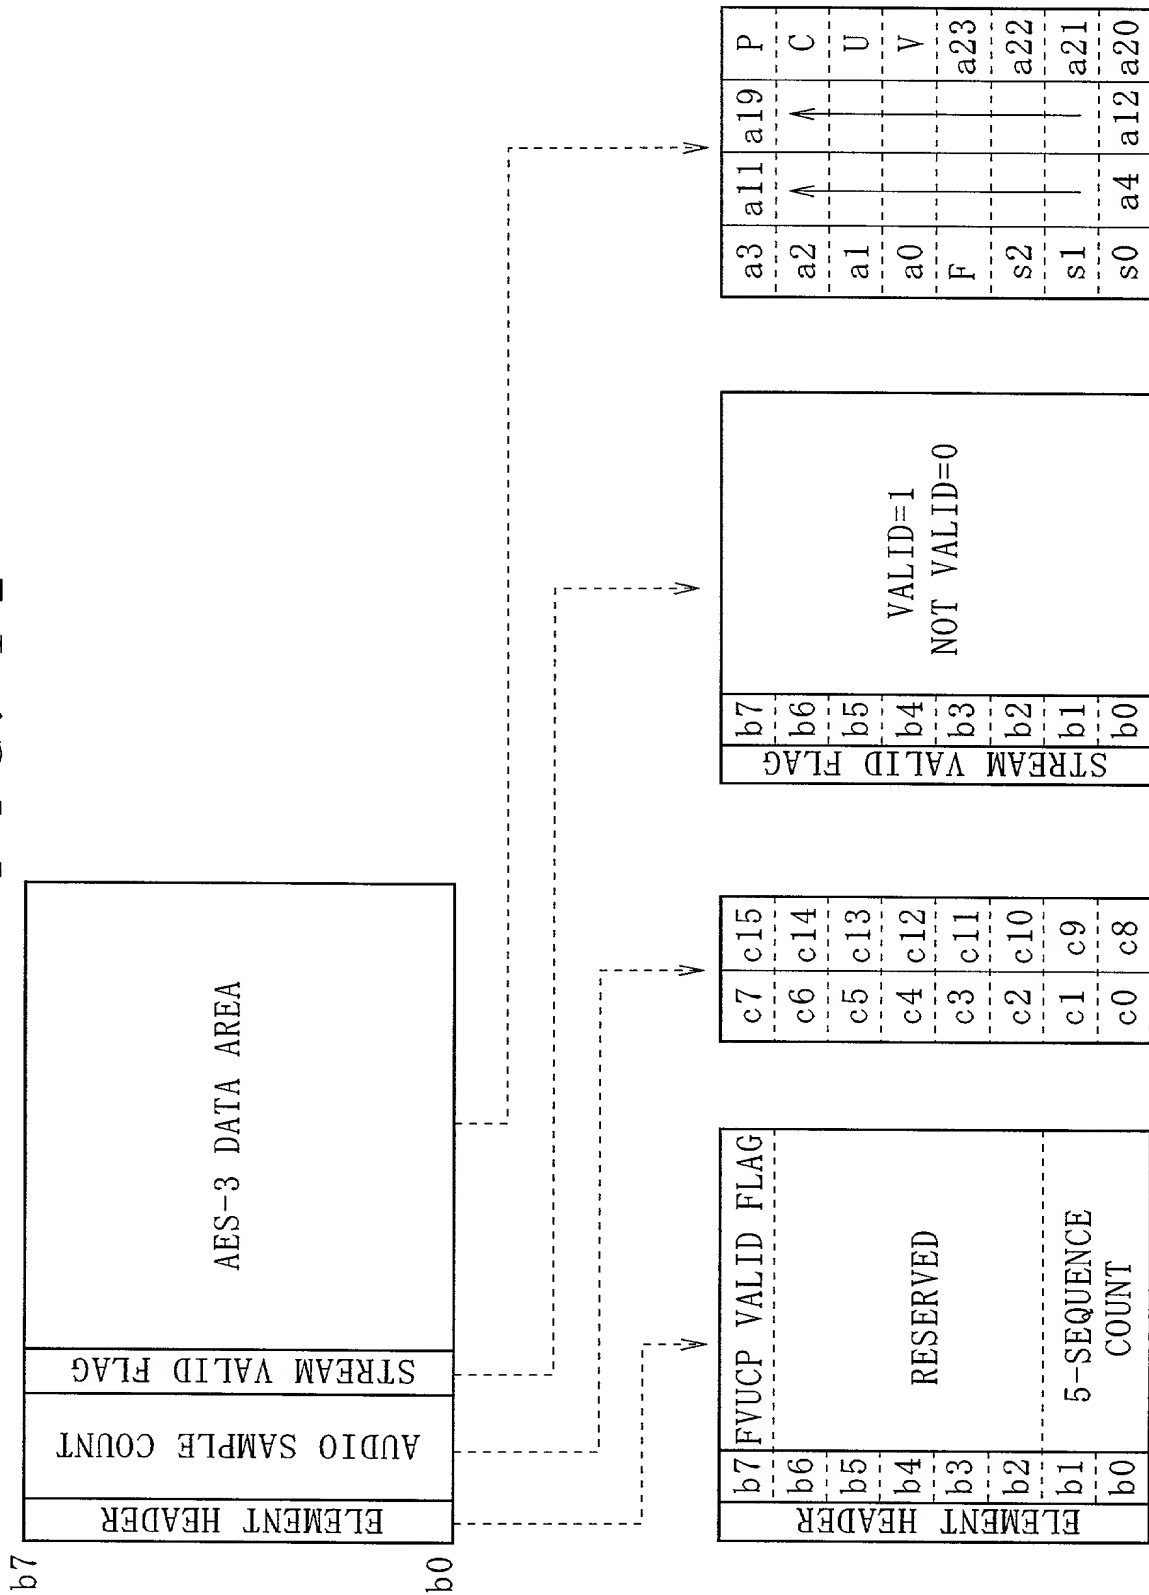 b7
b0
ELEMENT HEADER
AUDIO SAMPLE COUNT
STREAM VALID FLAG
AES-3 DATA AREA
ELEMENT HEADER
b7 FVUCP VALID FLAG
b6
b5
b4
b3
b2
b1
b0
RESERVED
5-SEQUENCE
COUNT
c7 c15
c6 c14
c5 c13
c4 c12
c3 c11
c2 c10
c1 c9
c0 c8
STREAM VALID FLAG
b7
b6
b5
b4
b3
b2
b1
b0
VALID=1
NOT VALID=0
a3 a11 a19 P
a2 C
a1 U
a0 V
F a23
s2 a22
s1 a21
s0 a4 a12 a20